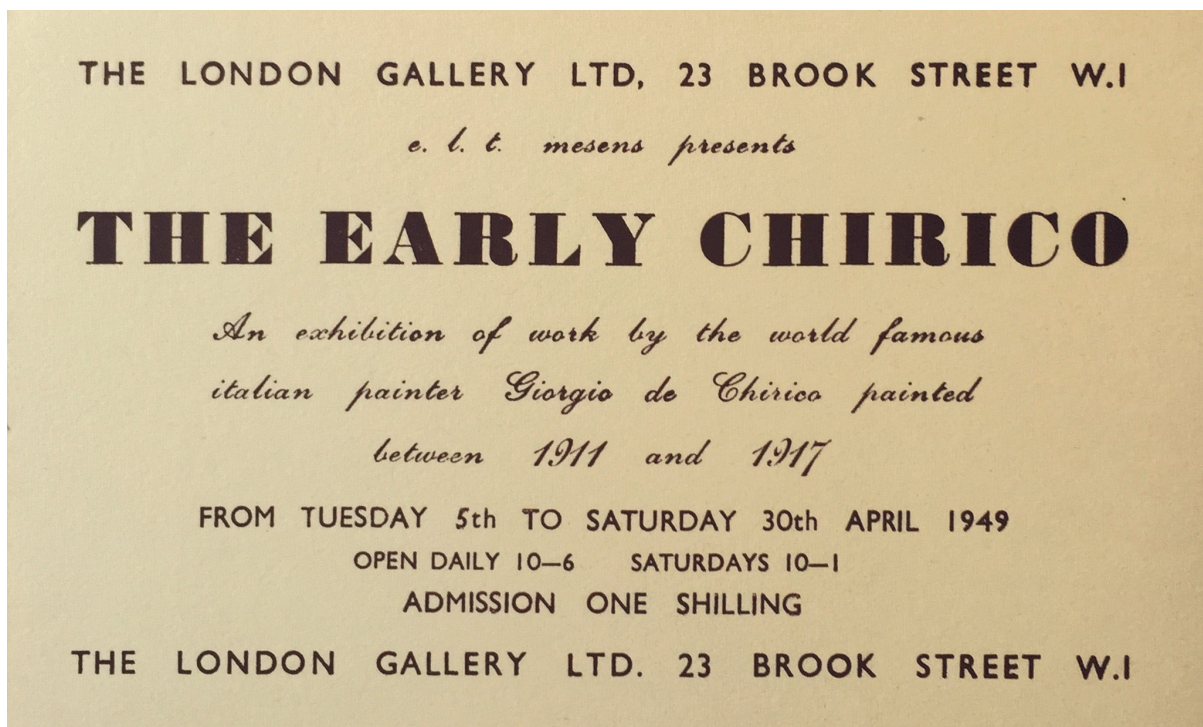 THE LONDON GALLERY LTD, 23 BROOK STREET W.1
e. l. t. mesens presents
THE EARLY CHIRICO
An exhibition of work by the world famous
italian painter Giorgio de Chirico painted
between 1911 and 1917
FROM TUESDAY 5th TO SATURDAY 30th APRIL 1949
OPEN DAILY 10—6 SATURDAYS 10—1
ADMISSION ONE SHILLING
THE LONDON GALLERY LTD. 23 BROOK STREET W.1